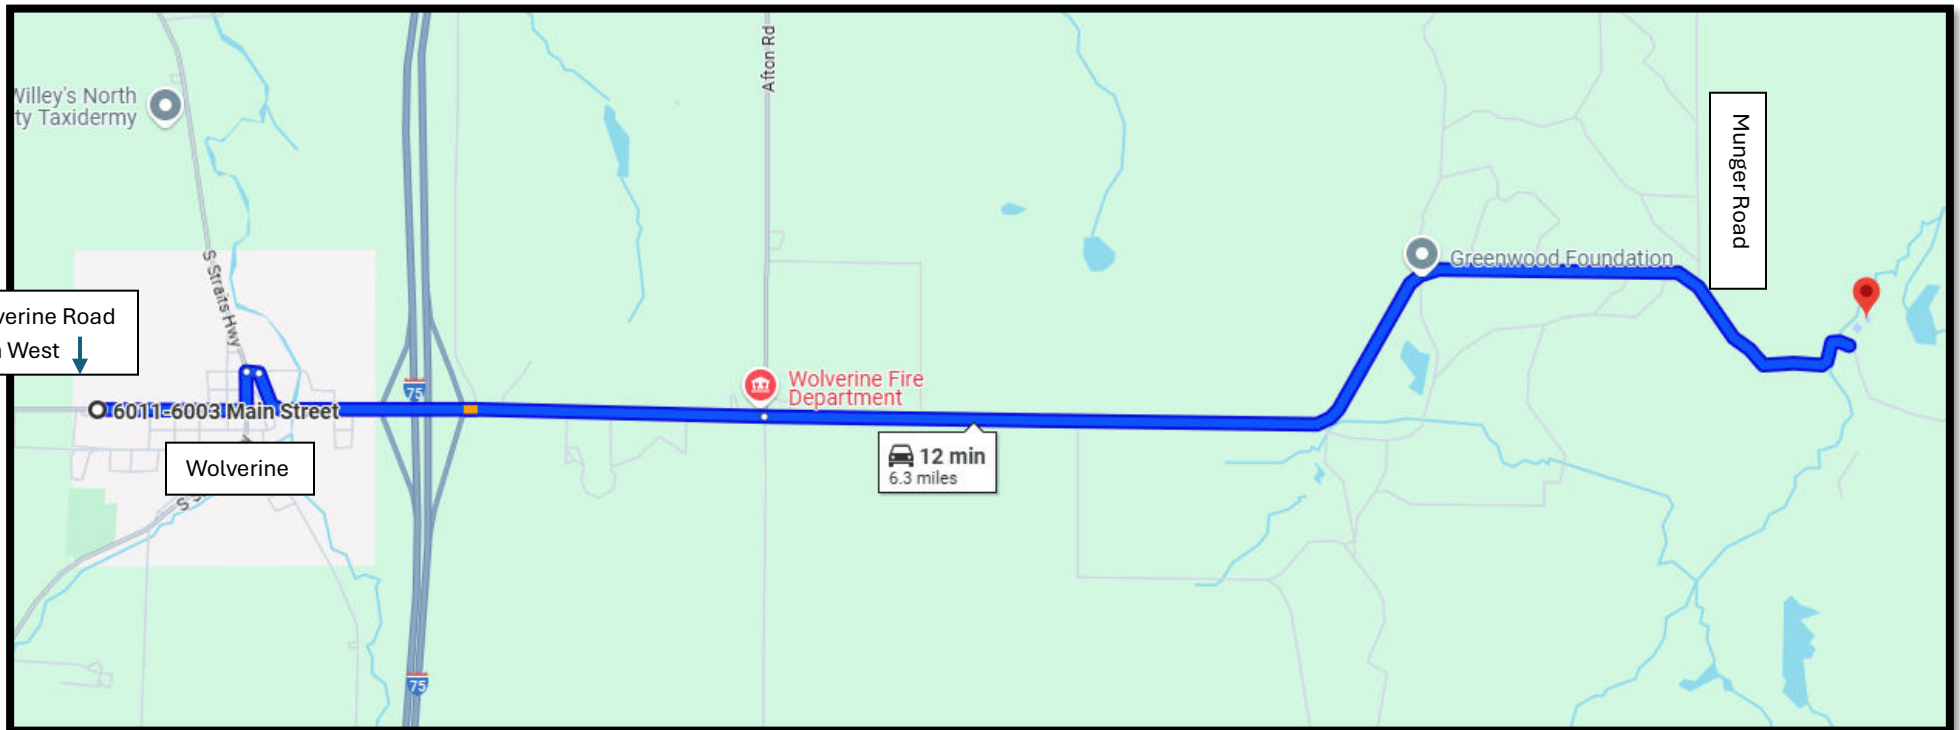 Afton Rd
Willey's North
ty Taxidermy
Munger Road
S Straits Hwy
Greenwood Foundation
verine Road
West
75
Wolverine Fire
Department
6011-6003 Main Street
12 min
6.3 miles
Wolverine
75